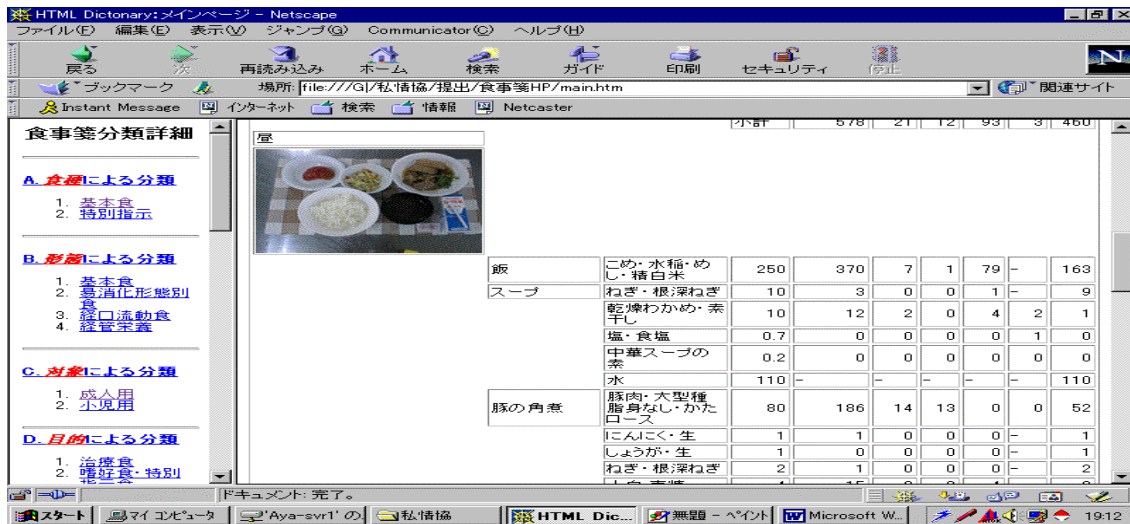 HTML Dictonary:メインページ - Netscape
ファイル(F) 編集(E) 表示(V) ジャンプ(G) Communicator(C) ヘルプ(H)
戻る 次 再読み込み ホーム 検索 ガイド 印刷 セキュリティ 停止
ブックマーク 場所: file:///G|/私情協/提出/食事箋HP/main.htm 関連サイト
Instant Message インターネット 検索 情報 Netcaster
食事箋分類詳細
A. 食種による分類
1. 基本食
2. 特別指示
B. 形態による分類
1. 基本食
2. 易消化形態別食
3. 経口流動食
4. 経管栄養
C. 対象による分類
1. 成人用
2. 小児用
D. 目的による分類
1. 治療食
2. 嗜好食・特別
小計 578 21 12 93 3 460
昼
飯 こめ・水稲・めし・精白米 250 370 7 1 79 - 163
スープ ねぎ・根深ねぎ 10 3 0 0 1 - 9
乾燥わかめ・素干し 10 12 2 0 4 2 1
塩・食塩 0.7 0 0 0 0 1 0
中華スープの素 0.2 0 0 0 0 0 0
水 110 - - - - - 110
豚の角煮 豚肉・大型種脂身なし・かたロース 80 186 14 13 0 0 52
にんにく・生 1 1 0 0 0 - 1
しょうが・生 1 0 0 0 0 - 1
ねぎ・根深ねぎ 2 1 0 0 0 - 2
ドキュメント: 完了。
スタート マイ コンピュータ 'Aya-svr1' の 私情協 HTML Dic... 無題 - ペイント Microsoft W... 19:12